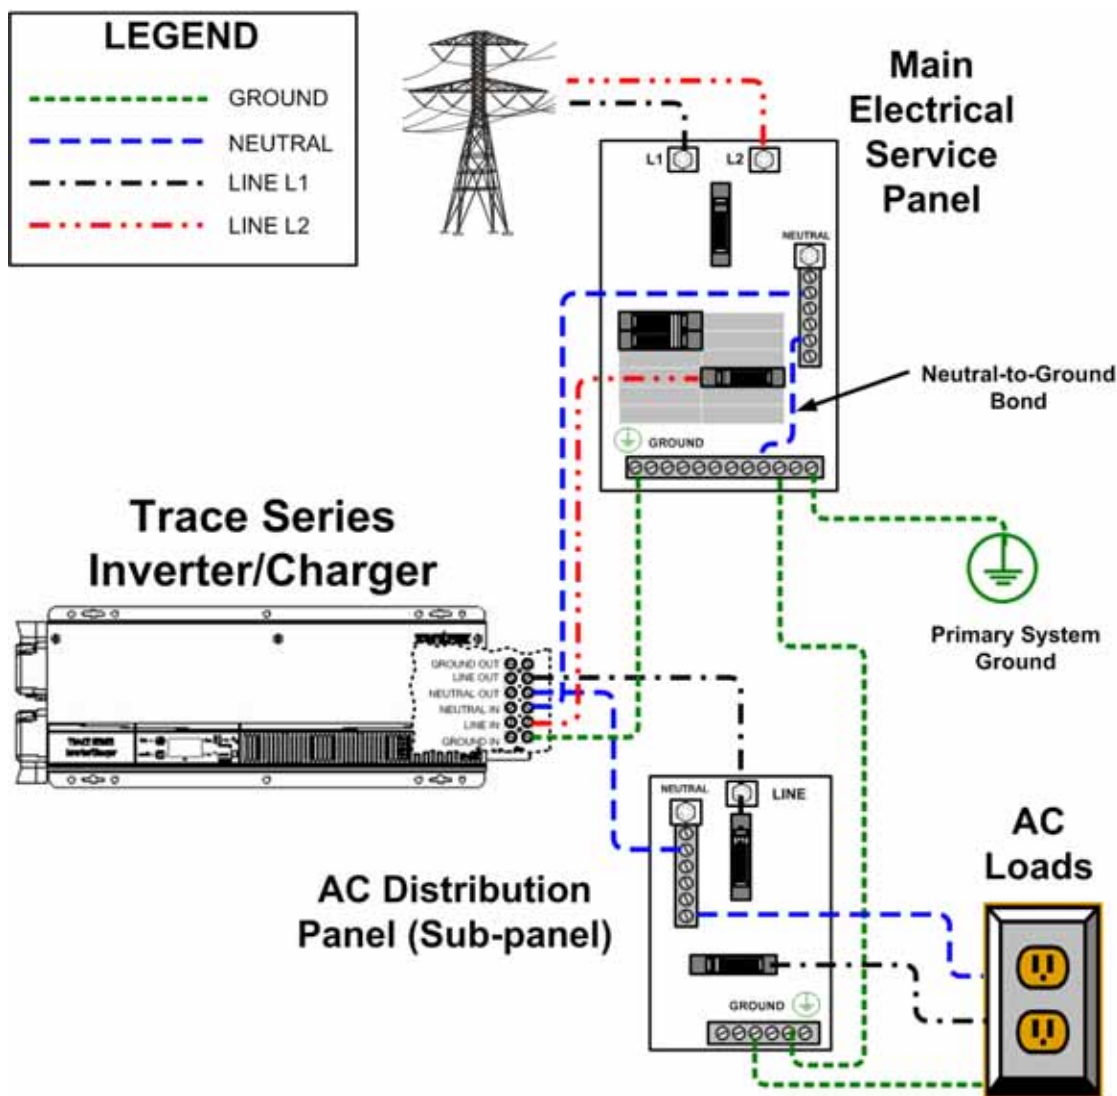 LEGEND
GROUND
NEUTRAL
LINE L1
LINE L2
Main
Electrical
Service
Panel
L1
L2
NEUTRAL
Neutral-to-Ground
Bond
GROUND
Trace Series
Inverter/Charger
Primary System
Ground
GROUND OUT
LINE OUT
NEUTRAL OUT
NEUTRAL IN
LINE IN
GROUND IN
Inverter/Charger
NEUTRAL
LINE
AC
Loads
AC Distribution
Panel (Sub-panel)
GROUND